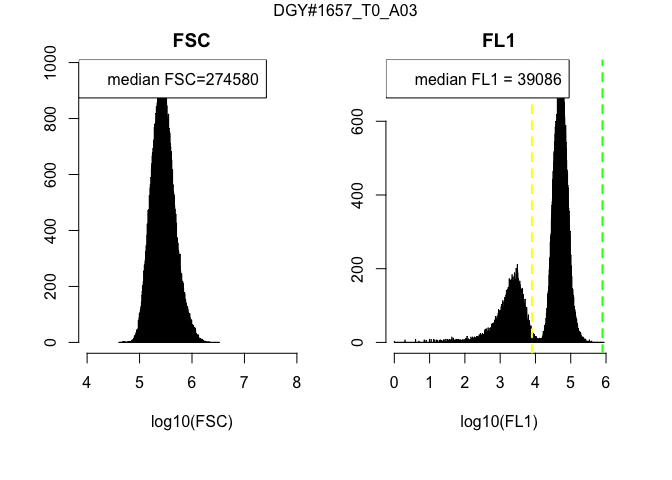 DGY#1657_T0_A03
FSC
median FSC=274580
0
200
400
600
800
1000
4 5 6 7 8
log10(FSC)
FL1
median FL1 = 39086
0
200
400
600
0 1 2 3 4 5 6
log10(FL1)